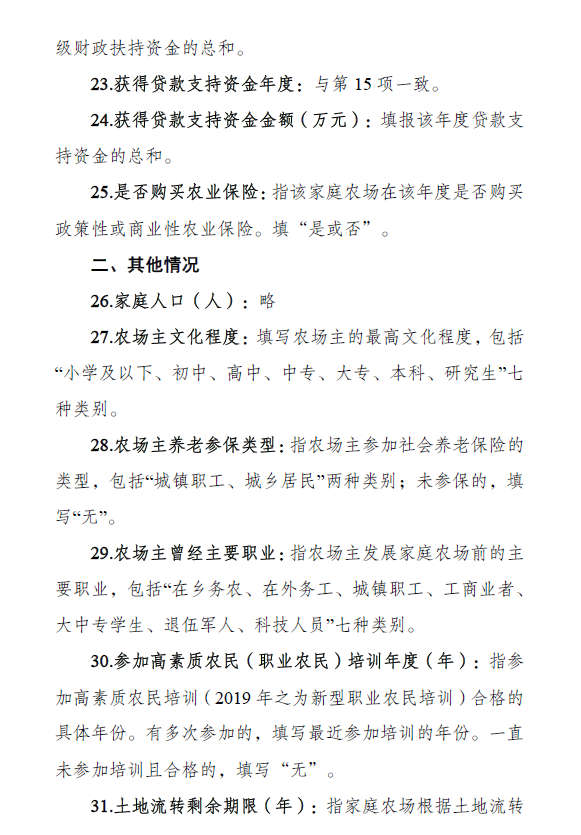 级财政扶持资金的总和。
23.获得贷款支持资金年度：与第 15 项一致。
24.获得贷款支持资金金额（万元）：填报该年度贷款支
持资金的总和。
25.是否购买农业保险：指该家庭农场在该年度是否购买
政策性或商业性农业保险。填“是或否”。
二、其他情况
26.家庭人口（人）：略
27.农场主文化程度：填写农场主的最高文化程度，包括
“小学及以下、初中、高中、中专、大专、本科、研究生”七
种类别。
28.农场主养老参保类型：指农场主参加社会养老保险的
类型，包括“城镇职工、城乡居民”两种类别；未参保的，填
写“无”。
29.农场主曾经主要职业：指农场主发展家庭农场前的主
要职业，包括“在乡务农、在外务工、城镇职工、工商业者、
大中专学生、退伍军人、科技人员”七种类别。
30.参加高素质农民（职业农民）培训年度（年）：指参
加高素质农民培训（2019 年之为新型职业农民培训）合格的
具体年份。有多次参加的，填写最近参加培训的年份。一直
未参加培训且合格的，填写“无”。
31.土地流转剩余期限（年）：指家庭农场根据土地流转